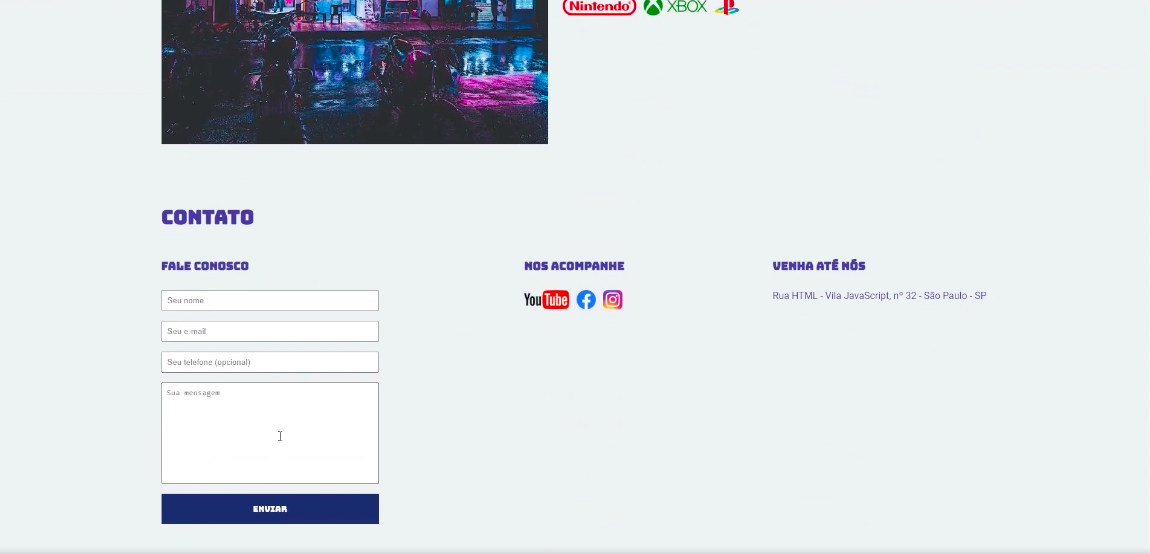 Nintendo XBOX
CONTATO
FALE CONOSCO
Seu nome
Seu e-mail
Seu telefone (opcional)
Sua mensagem
ENVIAR
NOS ACOMPANHE
YouTube
VENHA ATÉ NÓS
Rua HTML - Vila JavaScript, nº 32 - São Paulo - SP